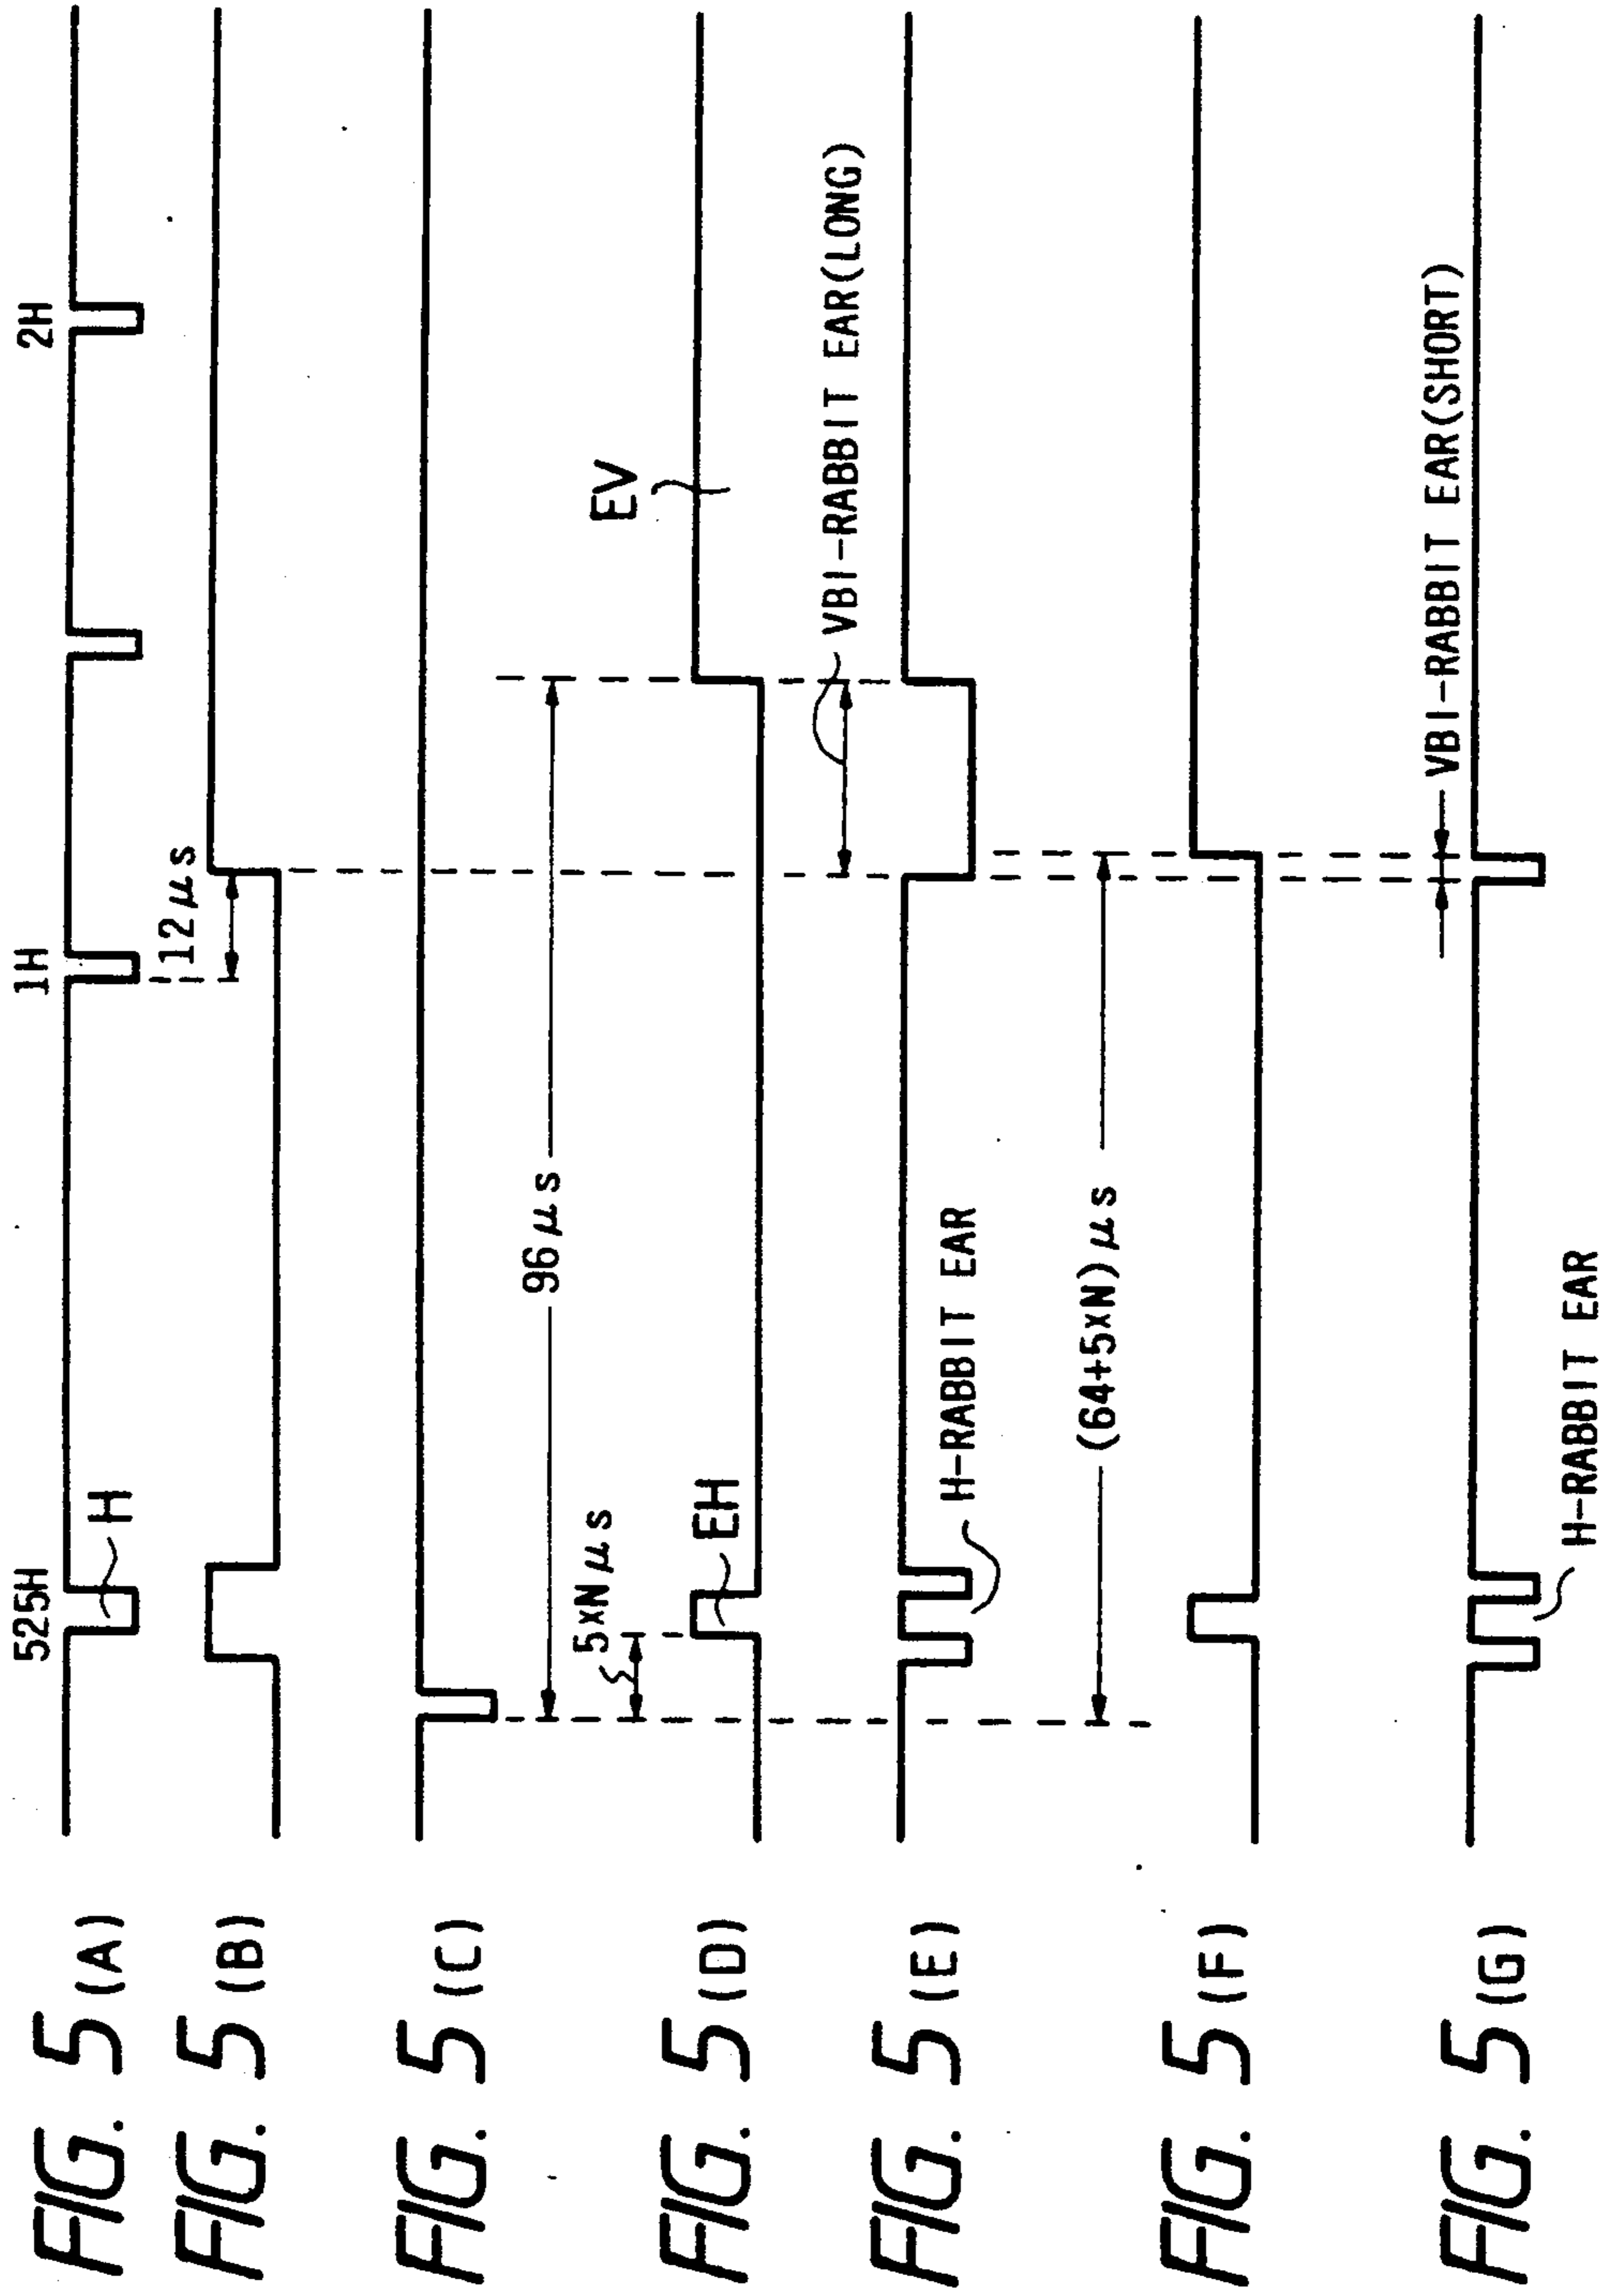 525H
1H
2H
FIG. 5 (A)
H
12μs
FIG. 5 (B)
FIG. 5 (C)
96μs
5×Nμs
EV
FIG. 5 (D)
EH
VBI-RABBIT EAR(LONG)
FIG. 5 (E)
H-RABBIT EAR
(64+5×N)μs
FIG. 5 (F)
VBI-RABBIT EAR(SHORT)
FIG. 5 (G)
H-RABBIT EAR